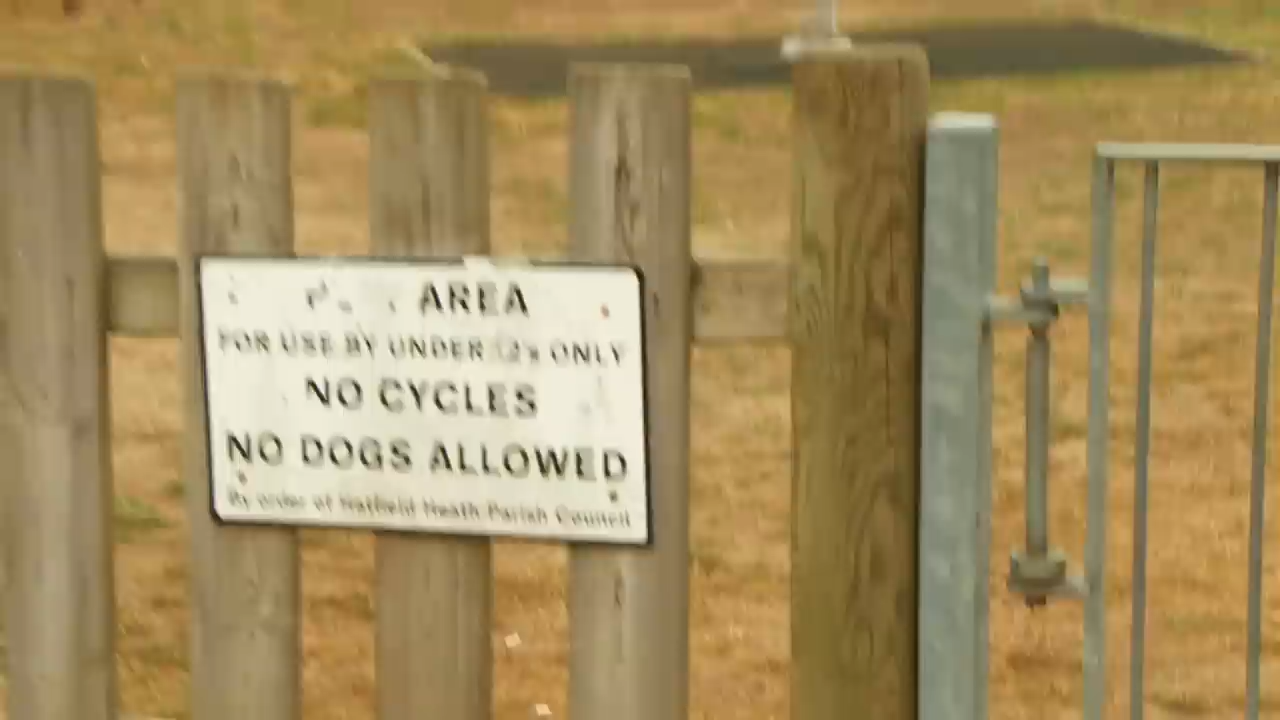 AREA
FOR USE BY UNDER 12's ONLY
NO CYCLES
NO DOGS ALLOWED
By order of Hatfield Heath Parish Council